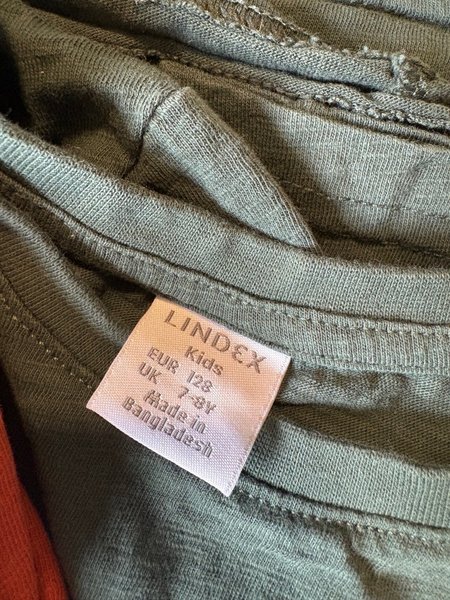 LINDEX
Kids
EUR 128
UK 7-8Y
Made in
Bangladesh